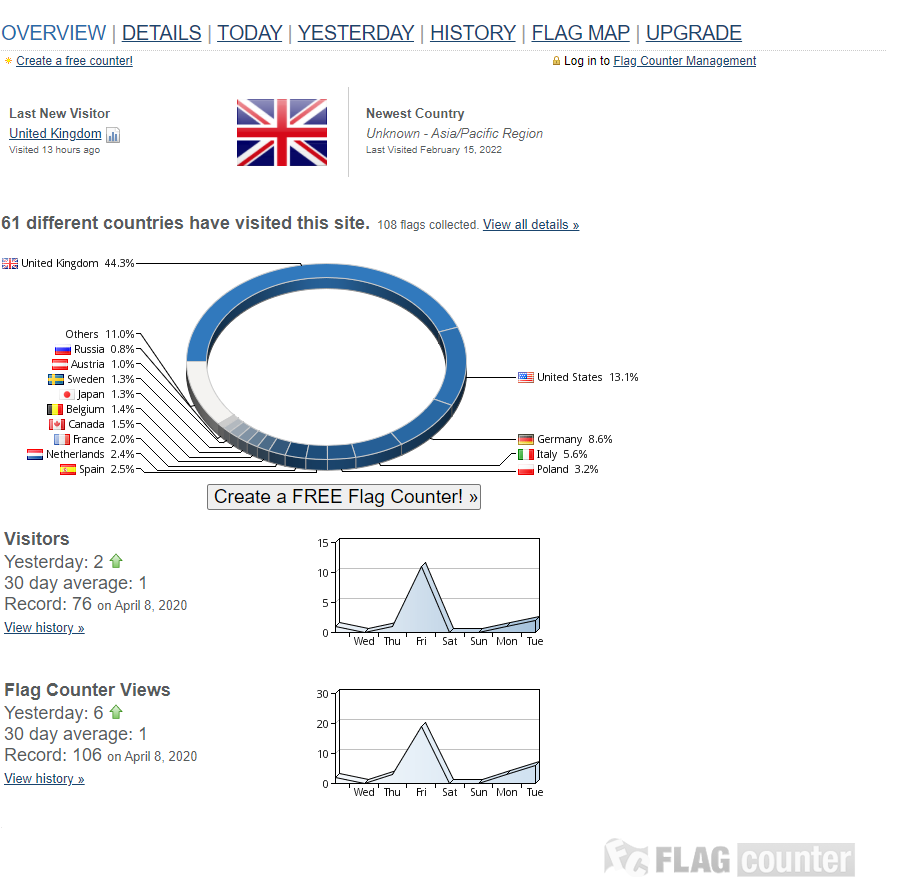 OVERVIEW | DETAILS | TODAY | YESTERDAY | HISTORY | FLAG MAP | UPGRADE
Create a free counter! Log in to Flag Counter Management
Last New Visitor
United Kingdom
Visited 13 hours ago
Newest Country
Unknown - Asia/Pacific Region
Last Visited February 15, 2022
61 different countries have visited this site. 108 flags collected. View all details »
United Kingdom 44.3%
Others 11.0%
Russia 0.8%
Austria 1.0%
Sweden 1.3%
Japan 1.3%
Belgium 1.4%
Canada 1.5%
France 2.0%
Netherlands 2.4%
Spain 2.5%
United States 13.1%
Germany 8.6%
Italy 5.6%
Poland 3.2%
Create a FREE Flag Counter! »
Visitors
Yesterday: 2
30 day average: 1
Record: 76 on April 8, 2020
View history »
15
10
5
0
Wed Thu Fri Sat Sun Mon Tue
Flag Counter Views
Yesterday: 6
30 day average: 1
Record: 106 on April 8, 2020
View history »
30
20
10
0
Wed Thu Fri Sat Sun Mon Tue
FC FLAG counter